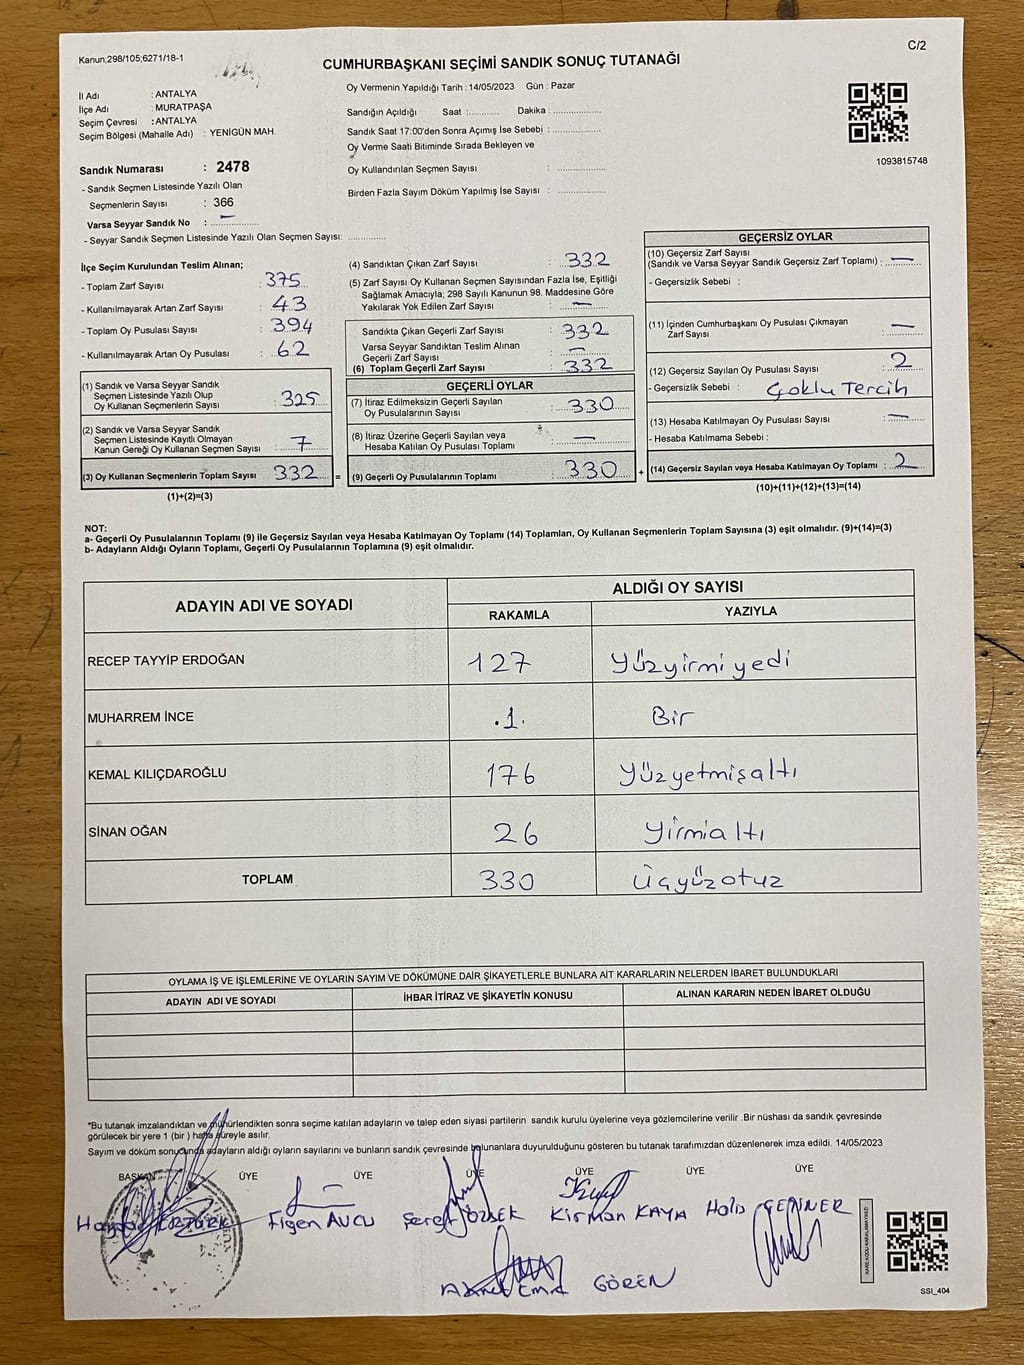 Kanun;298/105;6271/18-1
C/2
CUMHURBAŞKANI SEÇİMİ SANDIK SONUÇ TUTANAĞI
İl Adı : ANTALYA
İlçe Adı : MURATPAŞA
Seçim Çevresi : ANTALYA
Seçim Bölgesi (Mahalle Adı) : YENİGÜN MAH.
Sandık Numarası : 2478
- Sandık Seçmen Listesinde Yazılı Olan
Seçmenlerin Sayısı : 366
Varsa Seyyar Sandık No : —
- Seyyar Sandık Seçmen Listesinde Yazılı Olan Seçmen Sayısı: ............
Oy Vermenin Yapıldığı Tarih : 14/05/2023 Gün : Pazar
Sandığın Açıldığı Saat :........... Dakika : ................
Sandık Saat 17:00'den Sonra Açımış İse Sebebi : ................
Oy Verme Saati Bitiminde Sırada Bekleyen ve
Oy Kullandırılan Seçmen Sayısı : ................
Birden Fazla Sayım Döküm Yapılmış İse Sayısı : ................
1093815748
İlçe Seçim Kurulundan Teslim Alınan;
- Toplam Zarf Sayısı : 375
- Kullanılmayarak Artan Zarf Sayısı : 43
- Toplam Oy Pusulası Sayısı : 394
- Kullanılmayarak Artan Oy Pusulası : 62
(1) Sandık ve Varsa Seyyar Sandık
Seçmen Listesinde Yazılı Olup
Oy Kullanan Seçmenlerin Sayısı : 325
(2) Sandık ve Varsa Seyyar Sandık
Seçmen Listesinde Kayıtlı Olmayan
Kanun Gereği Oy Kullanan Seçmen Sayısı : 7
(3) Oy Kullanan Seçmenlerin Toplam Sayısı : 332 =
(1)+(2)=(3)
(4) Sandıktan Çıkan Zarf Sayısı : 332
(5) Zarf Sayısı Oy Kullanan Seçmen Sayısından Fazla İse, Eşitliği
Sağlamak Amacıyla; 298 Sayılı Kanunun 98. Maddesine Göre
Yakılarak Yok Edilen Zarf Sayısı : —
Sandıkta Çıkan Geçerli Zarf Sayısı : 332
Varsa Seyyar Sandıktan Teslim Alınan
Geçerli Zarf Sayısı : —
(6) Toplam Geçerli Zarf Sayısı : 332
GEÇERLİ OYLAR
(7) İtiraz Edilmeksizin Geçerli Sayılan
Oy Pusulalarının Sayısı : 330
(8) İtiraz Üzerine Geçerli Sayılan veya
Hesaba Katılan Oy Pusulası Toplamı : —
(9) Geçerli Oy Pusulalarının Toplamı : 330 +
GEÇERSİZ OYLAR
(10) Geçersiz Zarf Sayısı
(Sandık ve Varsa Seyyar Sandık Geçersiz Zarf Toplamı) : —
- Geçersizlik Sebebi :
(11) İçinden Cumhurbaşkanı Oy Pusulası Çıkmayan
Zarf Sayısı : —
(12) Geçersiz Sayılan Oy Pusulası Sayısı : 2
- Geçersizlik Sebebi : Çoklu Tercih
(13) Hesaba Katılmayan Oy Pusulası Sayısı : —
- Hesaba Katılmama Sebebi :
(14) Geçersiz Sayılan veya Hesaba Katılmayan Oy Toplamı : 2
(10)+(11)+(12)+(13)=(14)
NOT:
a- Geçerli Oy Pusulalarının Toplamı (9) ile Geçersiz Sayılan veya Hesaba Katılmayan Oy Toplamı (14) Toplamları, Oy Kullanan Seçmenlerin Toplam Sayısına (3) eşit olmalıdır. (9)+(14)=(3)
b- Adayların Aldığı Oyların Toplamı, Geçerli Oy Pusulalarının Toplamına (9) eşit olmalıdır.
ADAYIN ADI VE SOYADI
ALDIĞI OY SAYISI
RAKAMLA YAZIYLA
RECEP TAYYİP ERDOĞAN 127 Yüzyirmiyedi
MUHARREM İNCE .1. Bir
KEMAL KILIÇDAROĞLU 176 Yüzyetmişaltı
SİNAN OĞAN 26 Yirmialtı
TOPLAM 330 Üçyüzotuz
OYLAMA İŞ VE İŞLEMLERİNE VE OYLARIN SAYIM VE DÖKÜMÜNE DAİR ŞİKAYETLERLE BUNLARA AİT KARARLARIN NELERDEN İBARET BULUNDUKLARI
ADAYIN ADI VE SOYADI İHBAR İTİRAZ VE ŞİKAYETİN KONUSU ALINAN KARARIN NEDEN İBARET OLDUĞU
*Bu tutanak imzalandıktan ve mühürlendikten sonra seçime katılan adayların ve talep eden siyasi partilerin sandık kurulu üyelerine veya gözlemcilerine verilir .Bir nüshası da sandık çevresinde
görülecek bir yere 1 (bir ) hafta süreyle asılır.
Sayım ve döküm sonucunda adayların aldığı oyların sayılarını ve bunların sandık çevresinde bulunanlara duyurulduğunu gösteren bu tutanak tarafımızdan düzenlenerek imza edildi. 14/05/2023
BAŞKAN ÜYE ÜYE ÜYE ÜYE ÜYE ÜYE
ÖZTÜRK Figen AVCU Şeref ÖZBEK Kirman KAYA
GÖREN
SSI_404